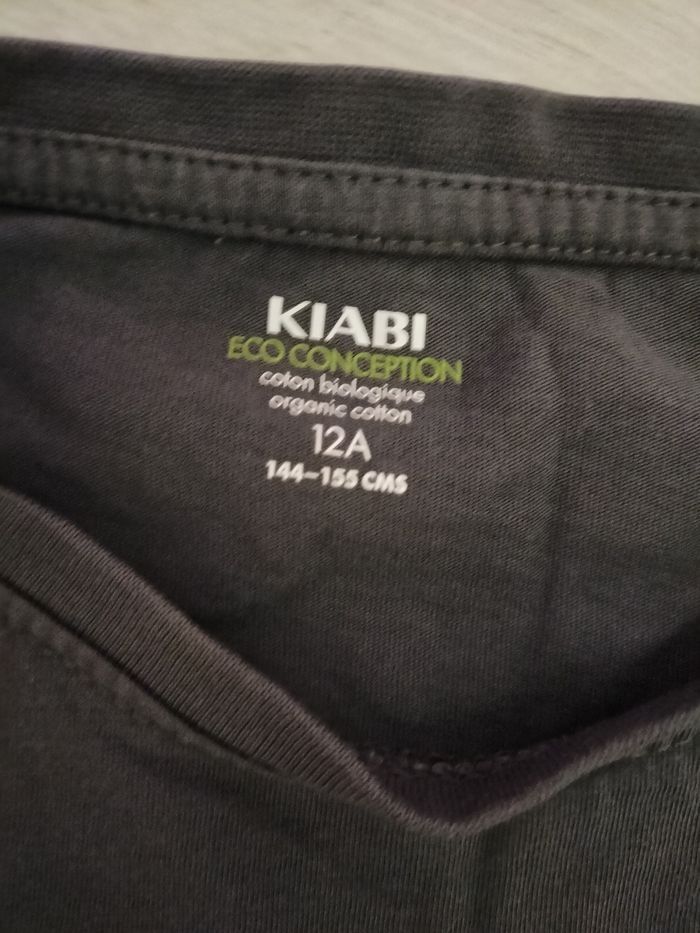 KIABI
ECO CONCEPTION
coton biologique
organic cotton
12A
144-155 CMS